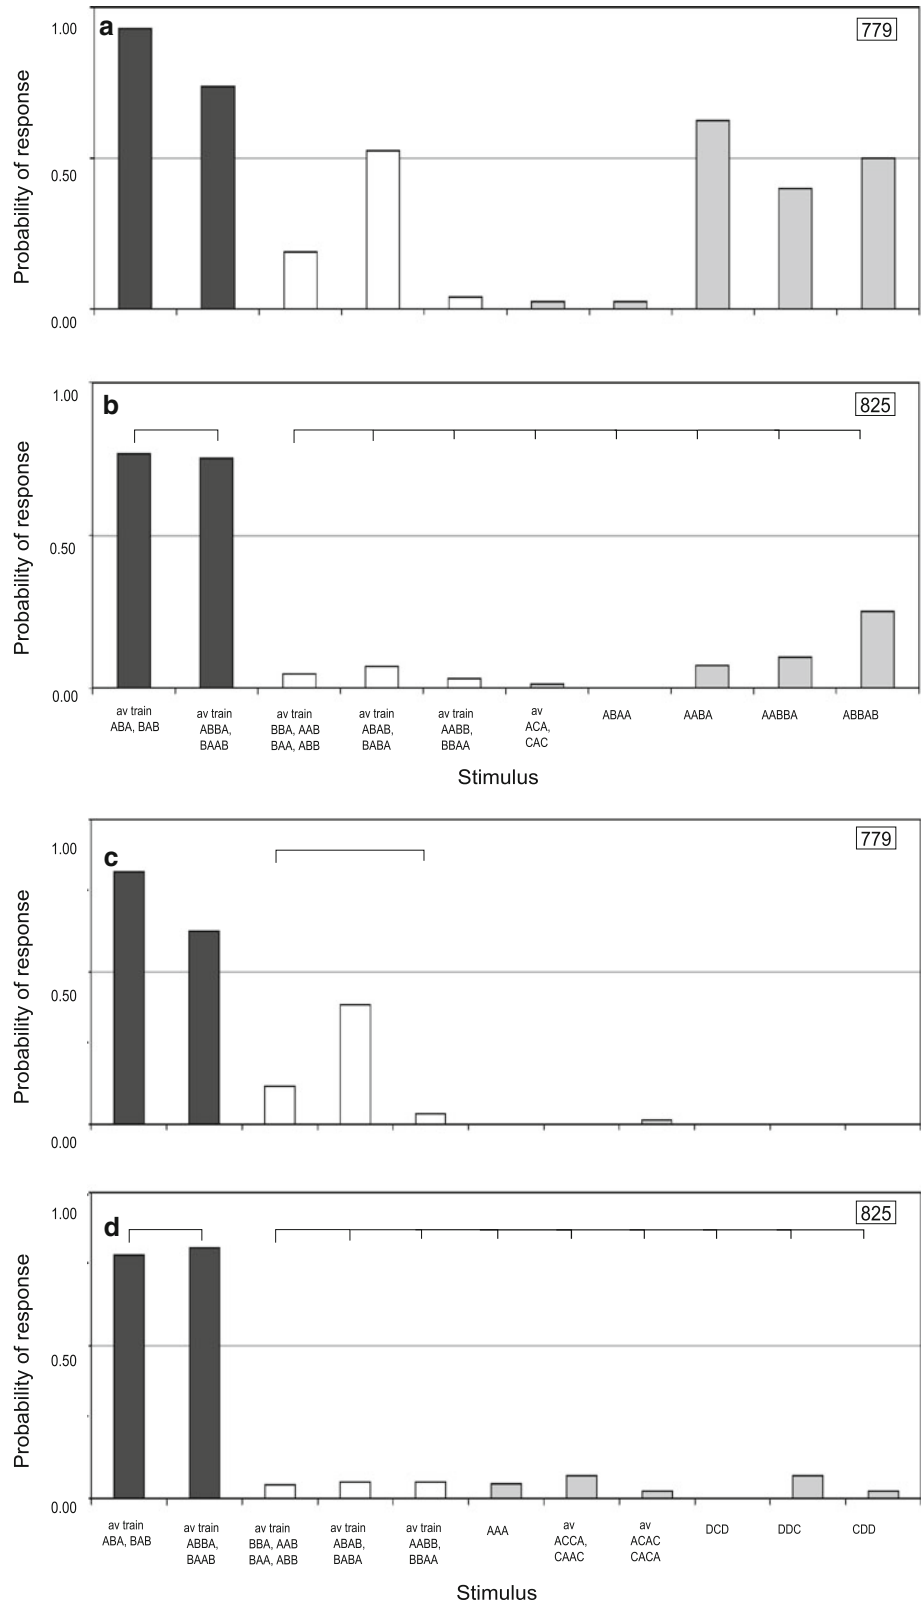 a
779
1.00
0.50
0.00
Probability of response
b
825
1.00
0.50
0.00
Probability of response
av train
ABA, BAB
av train
ABBA,
BAAB
av train
BBA, AAB
BAA, ABB
av train
ABAB,
BABA
av train
AABB,
BBAA
av
ACA,
CAC
ABAA
AABA
AABBA
ABBAB
Stimulus
c
779
1.00
0.50
0.00
Probability of response
d
825
1.00
0.50
0.00
Probability of response
av train
ABA, BAB
av train
ABBA,
BAAB
av train
BBA, AAB
BAA, ABB
av train
ABAB,
BABA
av train
AABB,
BBAA
AAA
av
ACCA,
CAAC
av
ACAC
CACA
DCD
DDC
CDD
Stimulus